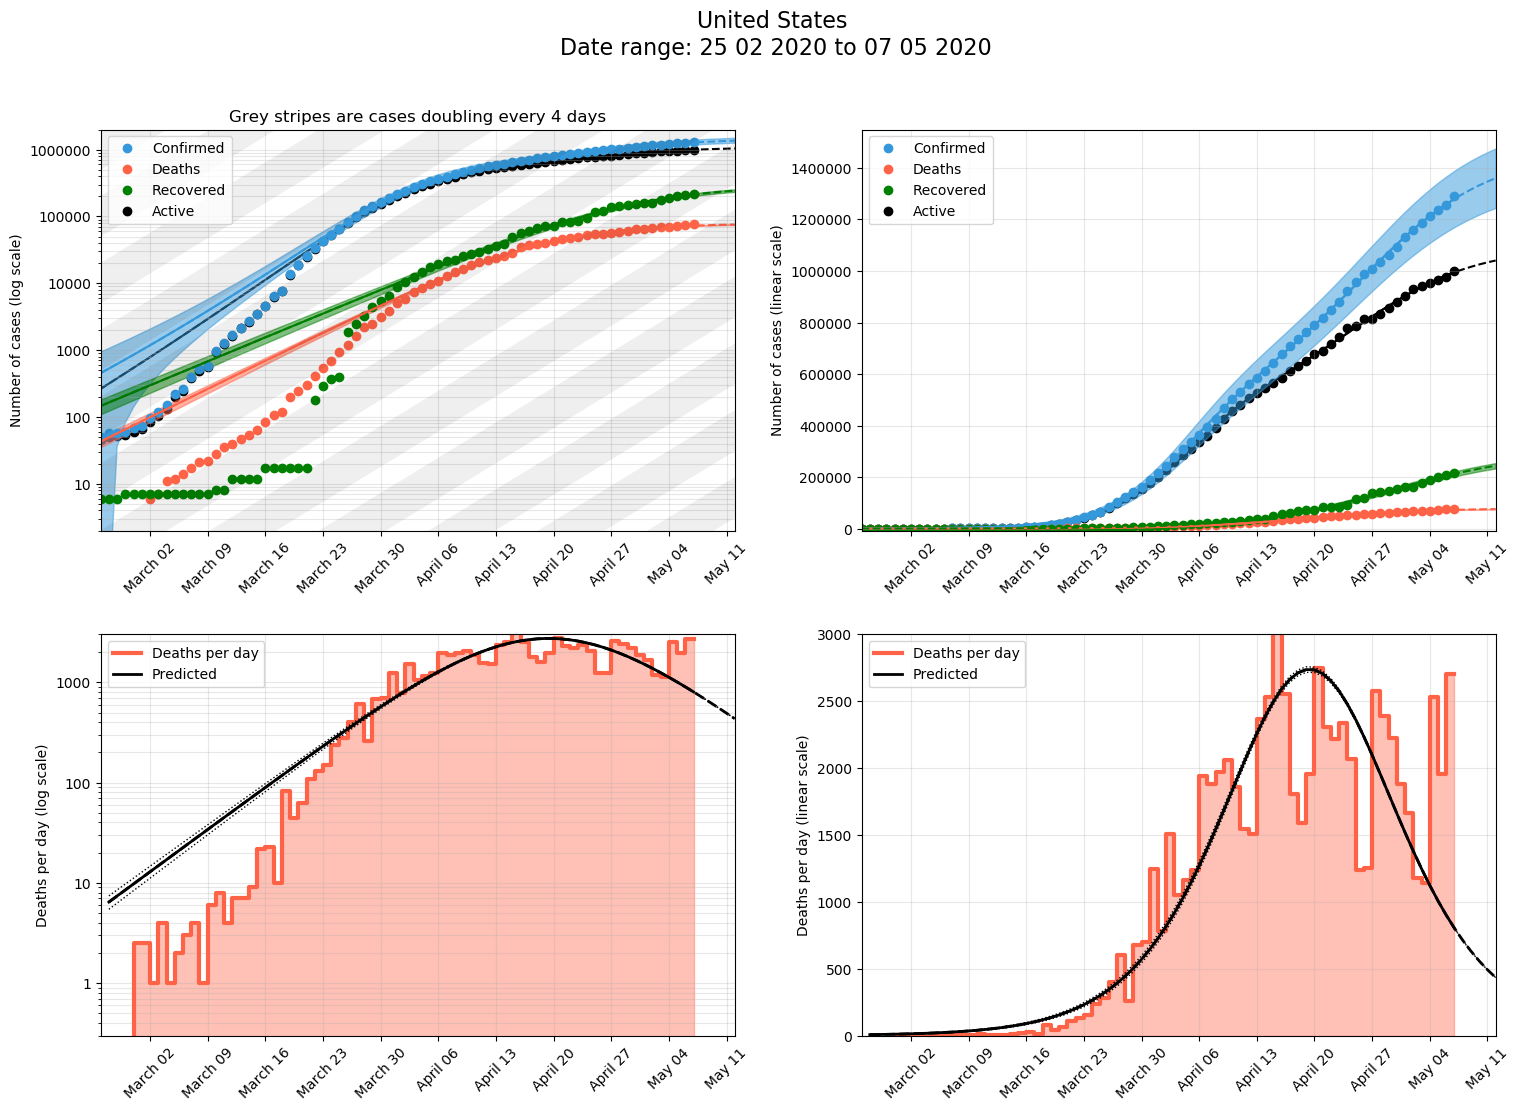 United States
Date range: 25 02 2020 to 07 05 2020
Grey stripes are cases doubling every 4 days
Number of cases (log scale)
1000000
100000
10000
1000
100
10
Confirmed
Deaths
Recovered
Active
March 02
March 09
March 16
March 23
March 30
April 06
April 13
April 20
April 27
May 04
May 11
Number of cases (linear scale)
1400000
1200000
1000000
800000
600000
400000
200000
0
Confirmed
Deaths
Recovered
Active
March 02
March 09
March 16
March 23
March 30
April 06
April 13
April 20
April 27
May 04
May 11
Deaths per day (log scale)
1000
100
10
1
Deaths per day
Predicted
March 02
March 09
March 16
March 23
March 30
April 06
April 13
April 20
April 27
May 04
May 11
Deaths per day (linear scale)
3000
2500
2000
1500
1000
500
0
Deaths per day
Predicted
March 02
March 09
March 16
March 23
March 30
April 06
April 13
April 20
April 27
May 04
May 11